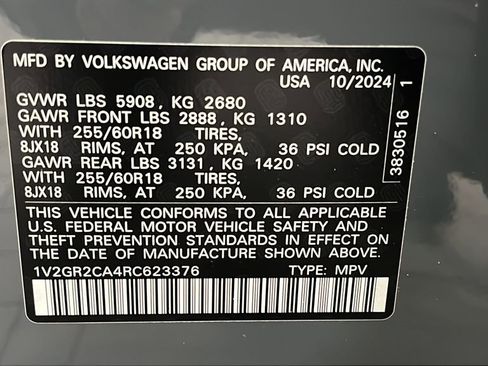 MFD BY VOLKSWAGEN GROUP OF AMERICA, INC.
USA 10/2024
GVWR LBS 5908, KG 2680
GAWR FRONT LBS 2888, KG 1310
WITH 255/60R18 TIRES,
8JX18 RIMS, AT 250 KPA, 36 PSI COLD
GAWR REAR LBS 3131, KG 1420
WITH 255/60R18 TIRES,
8JX18 RIMS, AT 250 KPA, 36 PSI COLD
THIS VEHICLE CONFORMS TO ALL APPLICABLE
U.S. FEDERAL MOTOR VEHICLE SAFETY AND
THEFT PREVENTION STANDARDS IN EFFECT ON
THE DATE OF MANUFACTURE SHOWN ABOVE.
1V2GR2CA4RC623376 TYPE: MPV
3830516 1